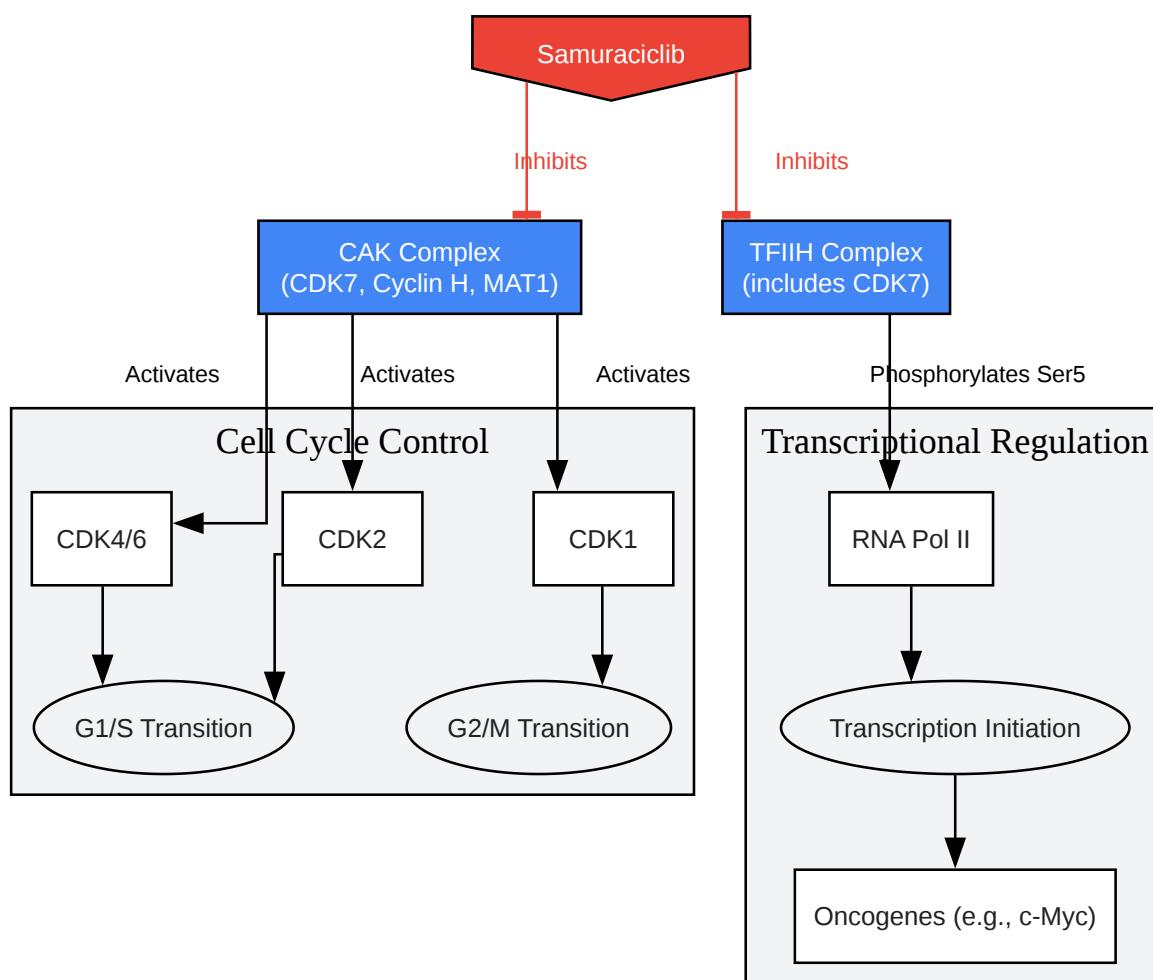 Samuraciclib
Inhibits
Inhibits
CAK Complex
(CDK7, Cyclin H, MAT1)
TFIIH Complex
(includes CDK7)
Activates
Activates
Activates
Phosphorylates Ser5
Cell Cycle Control
Transcriptional Regulation
CDK4/6
CDK2
CDK1
RNA Pol II
G1/S Transition
G2/M Transition
Transcription Initiation
Oncogenes (e.g., c-Myc)